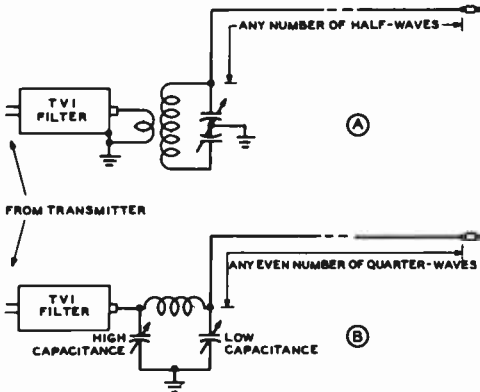 ANY NUMBER OF HALF-WAVES
TVI
FILTER
A
FROM TRANSMITTER
ANY EVEN NUMBER OF QUARTER-WAVES
TVI
FILTER
HIGH
CAPACITANCE
LOW
CAPACITANCE
B